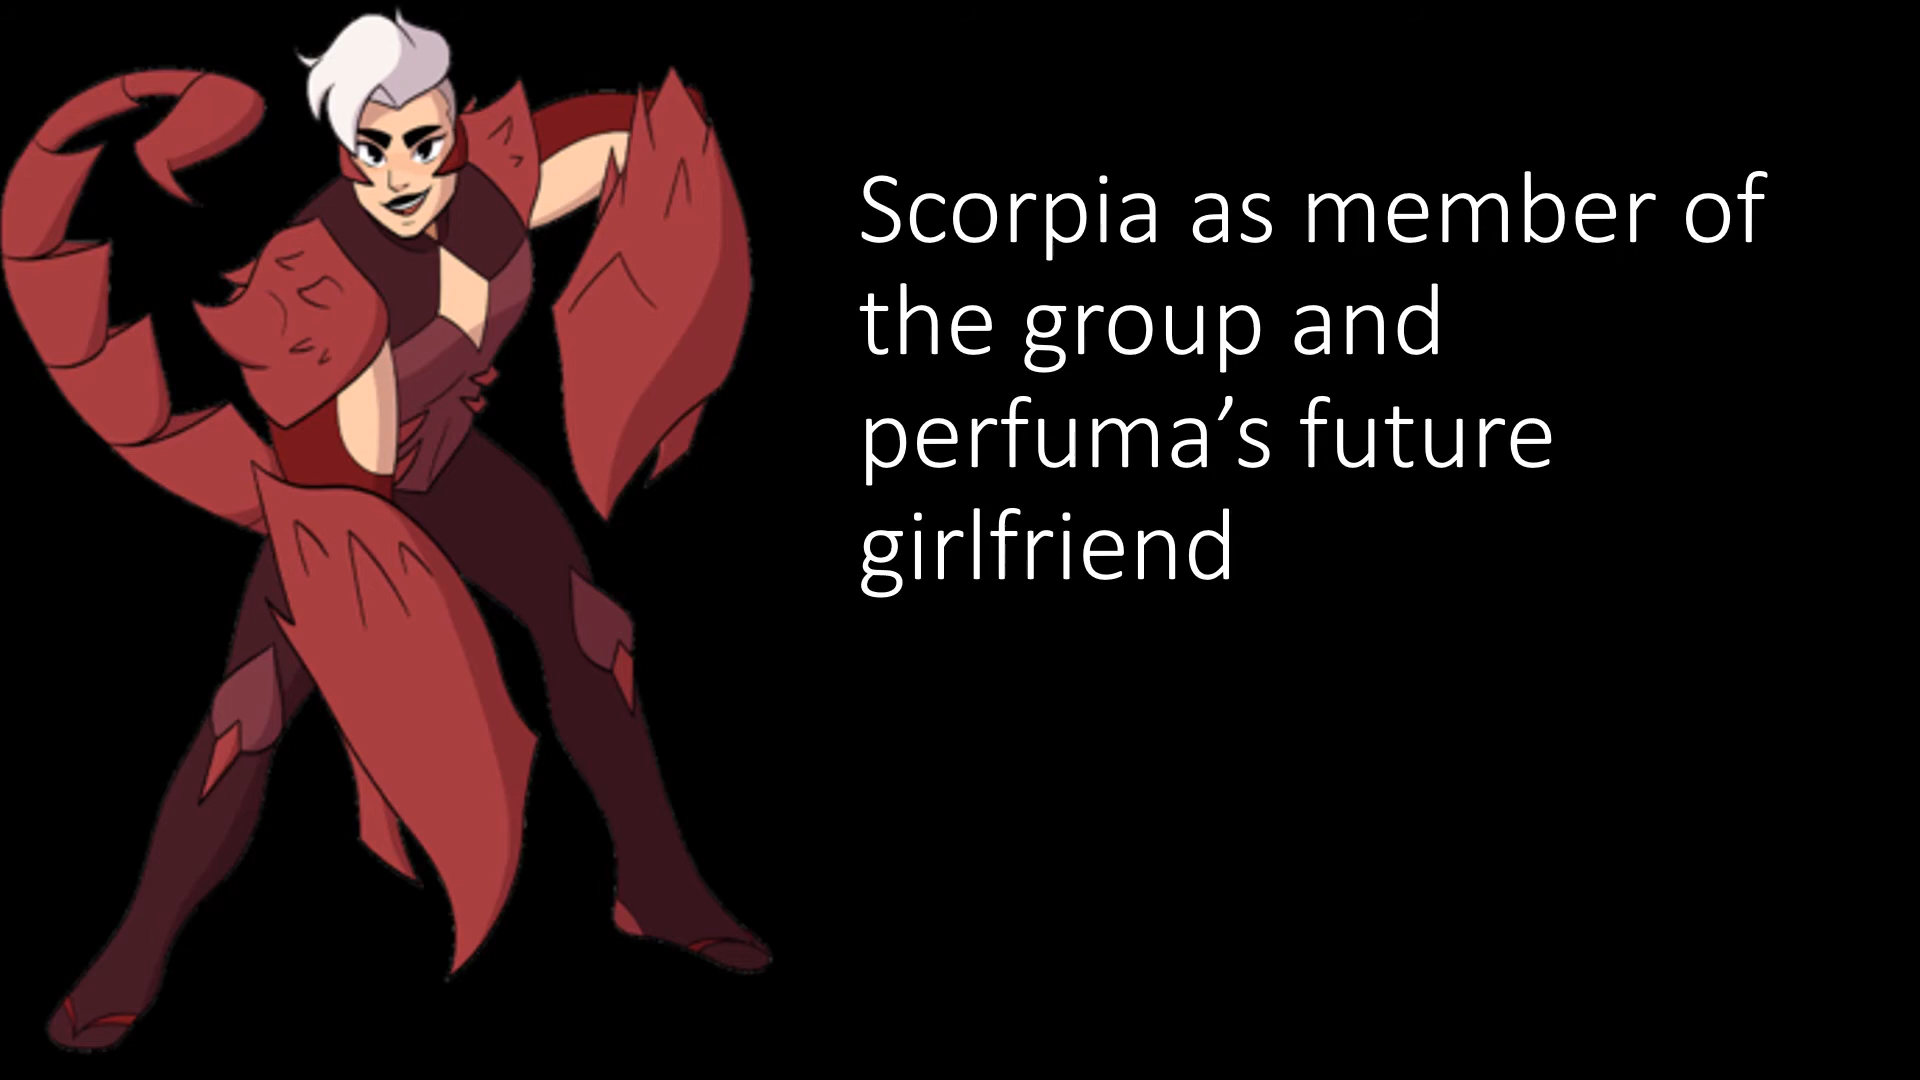 Scorpia as member of
the group and
perfuma’s future
girlfriend